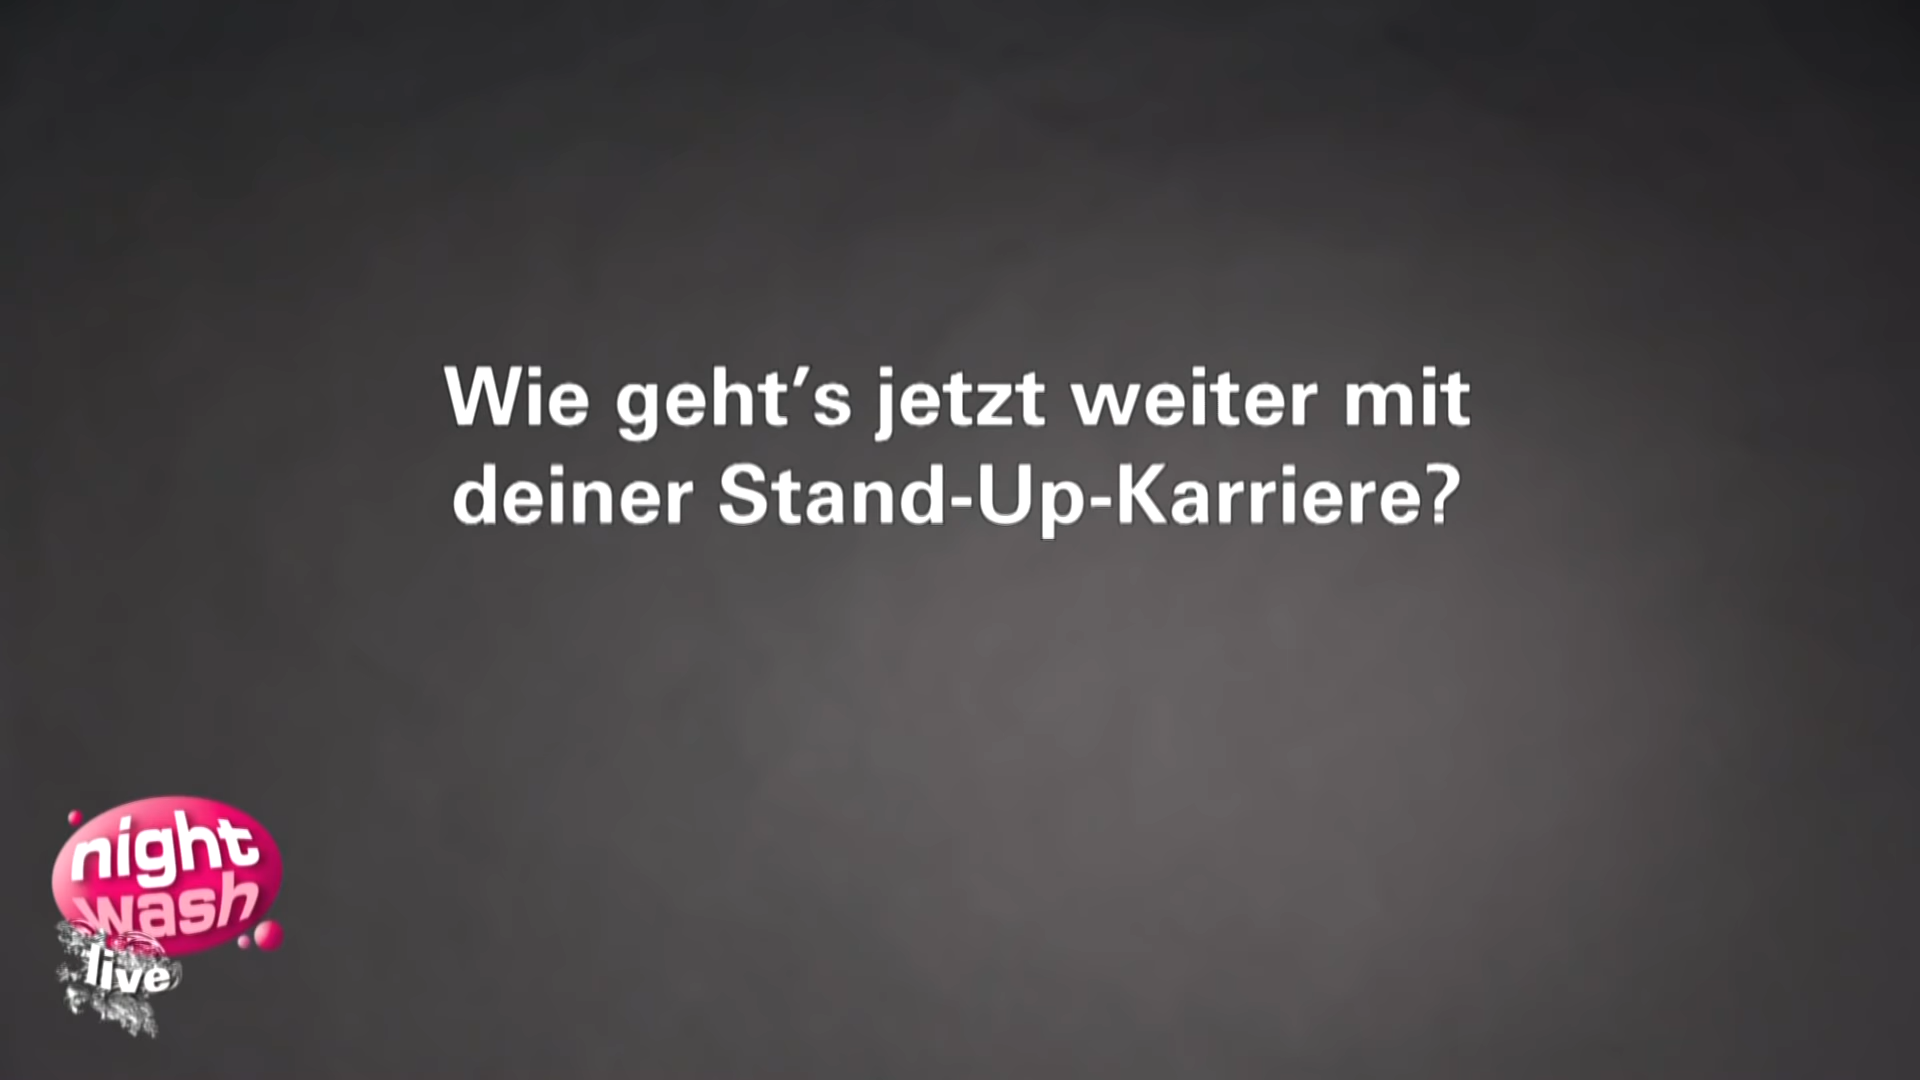 Wie geht's jetzt weiter mit
deiner Stand-Up-Karriere?
night
wash
live